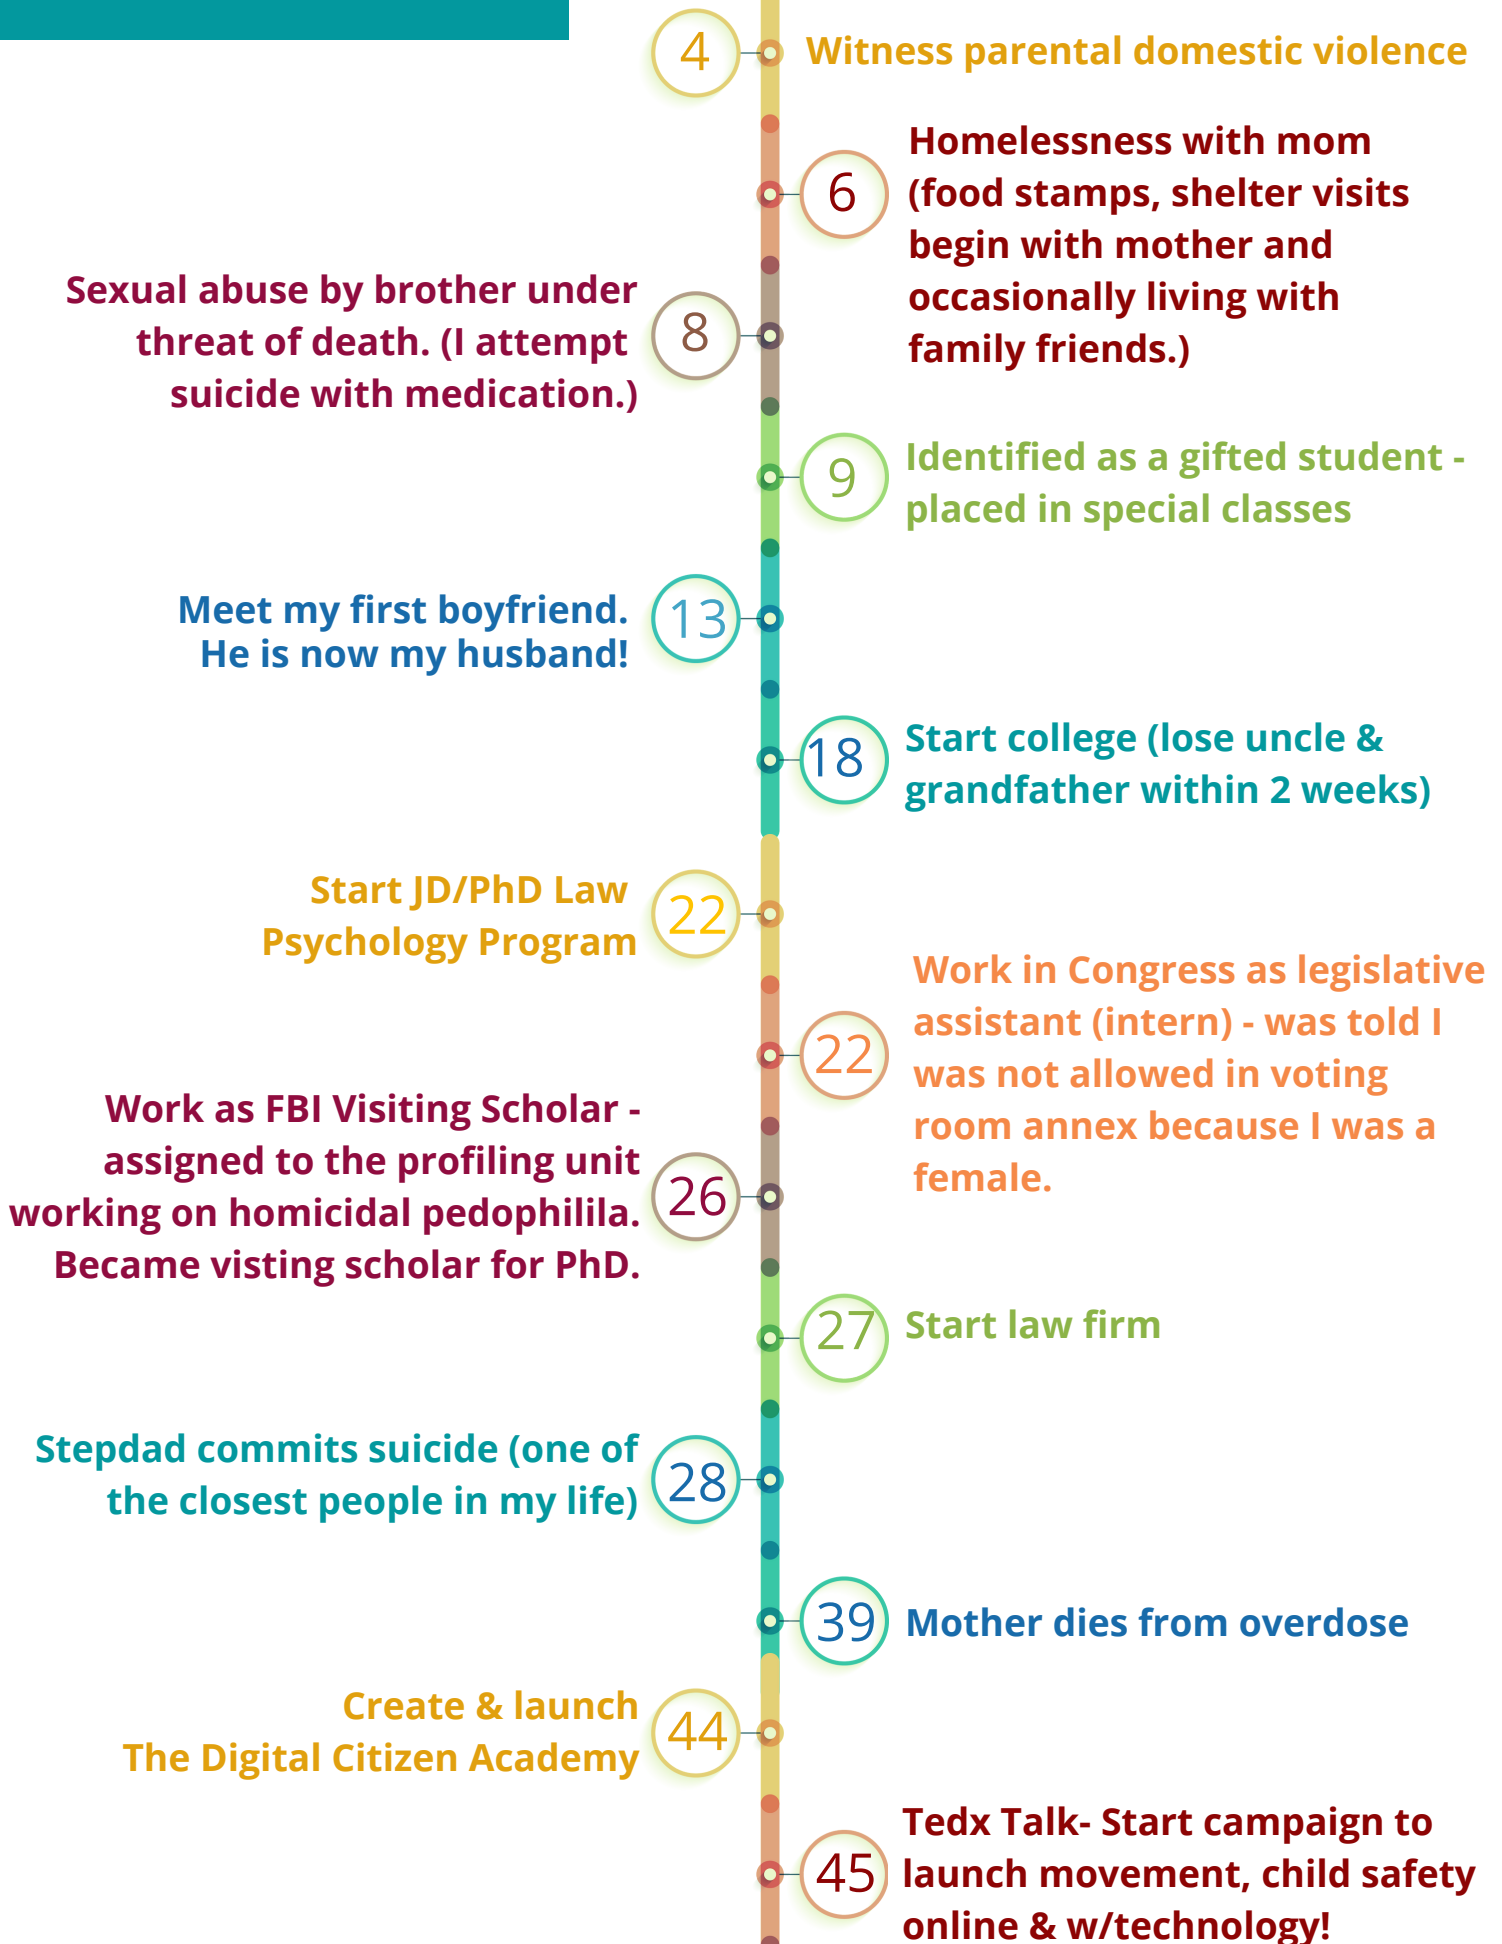 4
Witness parental domestic violence
6
Homelessness with mom
(food stamps, shelter visits
begin with mother and
occasionally living with
family friends.)
Sexual abuse by brother under
threat of death. (I attempt
suicide with medication.)
8
9
Identified as a gifted student -
placed in special classes
Meet my first boyfriend.
He is now my husband!
13
18
Start college (lose uncle &
grandfather within 2 weeks)
Start JD/PhD Law
Psychology Program
22
22
Work in Congress as legislative
assistant (intern) - was told I
was not allowed in voting
room annex because I was a
female.
Work as FBI Visiting Scholar -
assigned to the profiling unit
working on homicidal pedophilila.
Became visting scholar for PhD.
26
27
Start law firm
Stepdad commits suicide (one of
the closest people in my life)
28
39
Mother dies from overdose
Create & launch
The Digital Citizen Academy
44
45
Tedx Talk- Start campaign to
launch movement, child safety
online & w/technology!